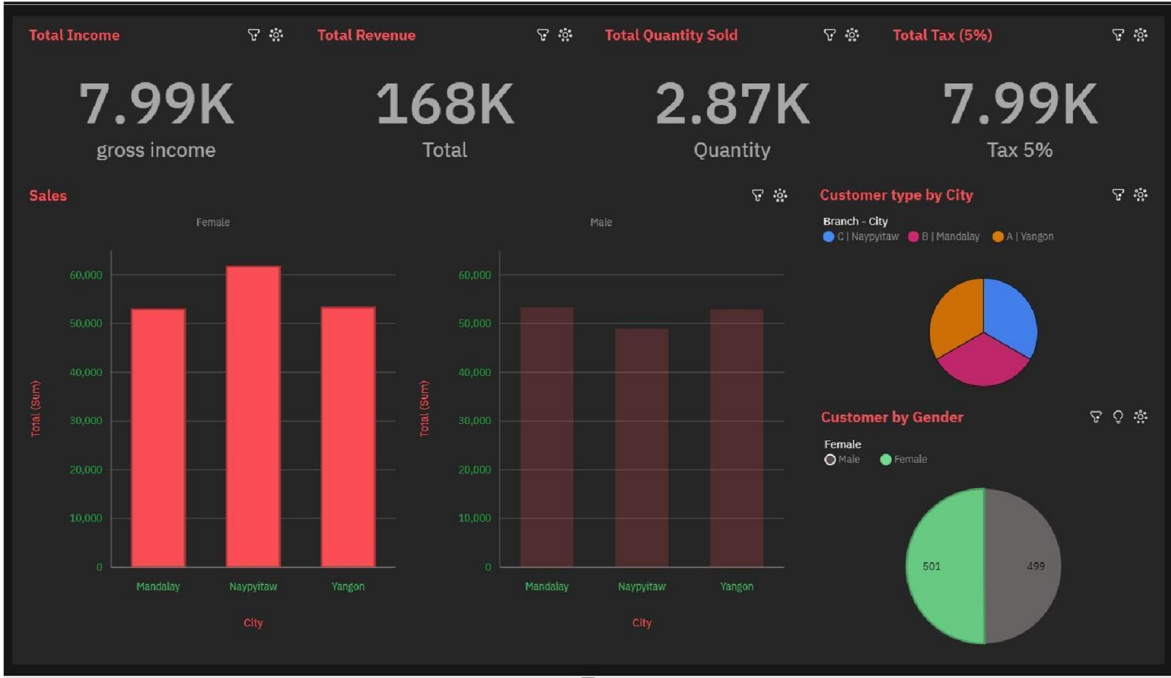 Total Income
Total Revenue
Total Quantity Sold
Total Tax (5%)
7.99K
168K
2.87K
7.99K
gross income
Total
Quantity
Tax 5%
Sales
Female
Male
60,000
50,000
40,000
30,000
20,000
10,000
0
Total (Sum)
Mandalay
Naypyitaw
Yangon
City
60,000
50,000
40,000
30,000
20,000
10,000
0
Total (Sum)
Mandalay
Naypyitaw
Yangon
City
Customer type by City
Branch - City
C | Naypyitaw
B | Mandalay
A | Yangon
Customer by Gender
Female
Male
Female
501
499